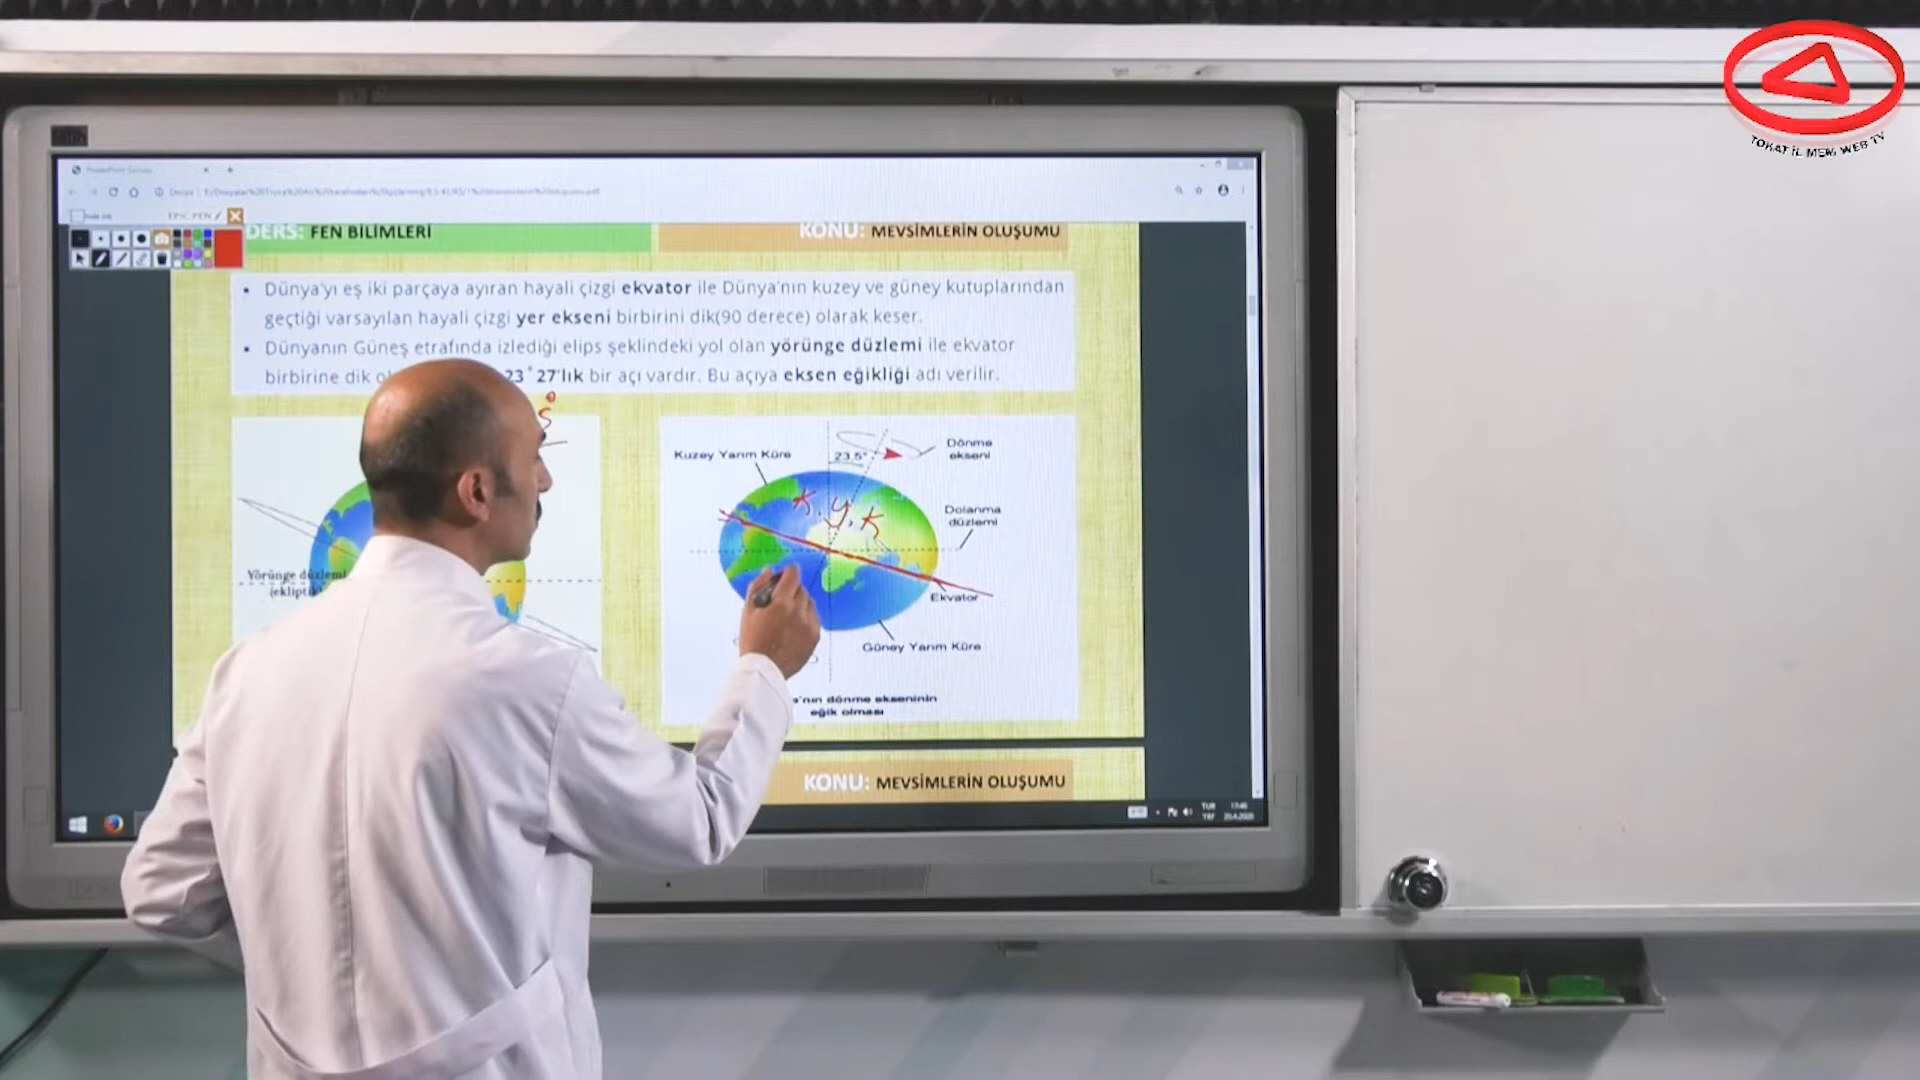 TOKAT İL MEM WEB TV
EPIC PEN
DERS: FEN BİLİMLERİ
KONU: MEVSİMLERİN OLUŞUMU
Dünya'yı eş iki parçaya ayıran hayali çizgi ekvator ile Dünya'nın kuzey ve güney kutuplarından
geçtiği varsayılan hayali çizgi yer ekseni birbirini dik(90 derece) olarak keser.
Dünyanın Güneş etrafında izlediği elips şeklindeki yol olan yörünge düzlemi ile ekvator
birbirine dik 23°27'lık bir açı vardır. Bu açıya eksen eğikliği adı verilir.
Yörünge düzlemi
Kuzey Yarım Küre
23.5°
Dönme
ekseni
K.Y.K
Dolanma
düzlemi
Ekvator
Güney Yarım Küre
'nın dönme ekseninin
eğik olması
KONU: MEVSİMLERİN OLUŞUMU
TUR